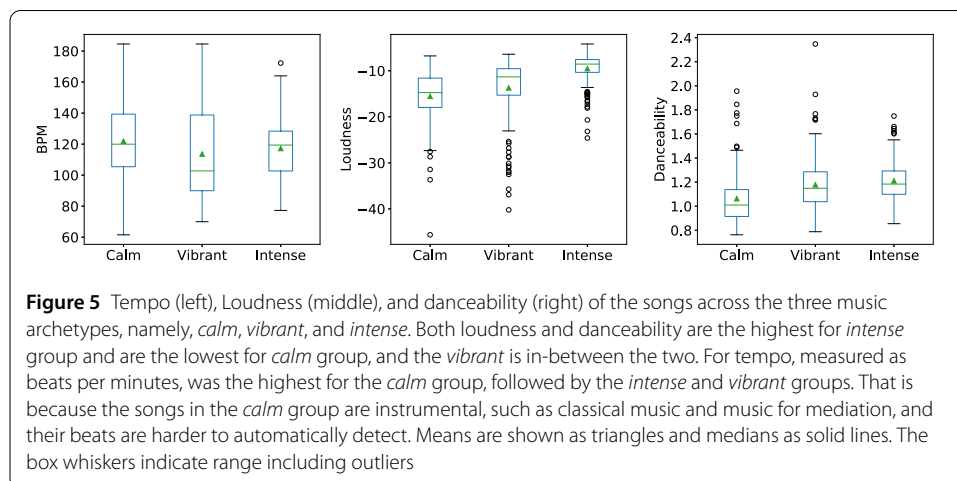 180
160
140
120
100
80
60
BPM
Calm Vibrant Intense
−10
−20
−30
−40
Loudness
Calm Vibrant Intense
2.4
2.2
2.0
1.8
1.6
1.4
1.2
1.0
0.8
Danceability
Calm Vibrant Intense
Figure 5 Tempo (left), Loudness (middle), and danceability (right) of the songs across the three music
archetypes, namely, calm, vibrant, and intense. Both loudness and danceability are the highest for intense
group and are the lowest for calm group, and the vibrant is in-between the two. For tempo, measured as
beats per minutes, was the highest for the calm group, followed by the intense and vibrant groups. That is
because the songs in the calm group are instrumental, such as classical music and music for mediation, and
their beats are harder to automatically detect. Means are shown as triangles and medians as solid lines. The
box whiskers indicate range including outliers